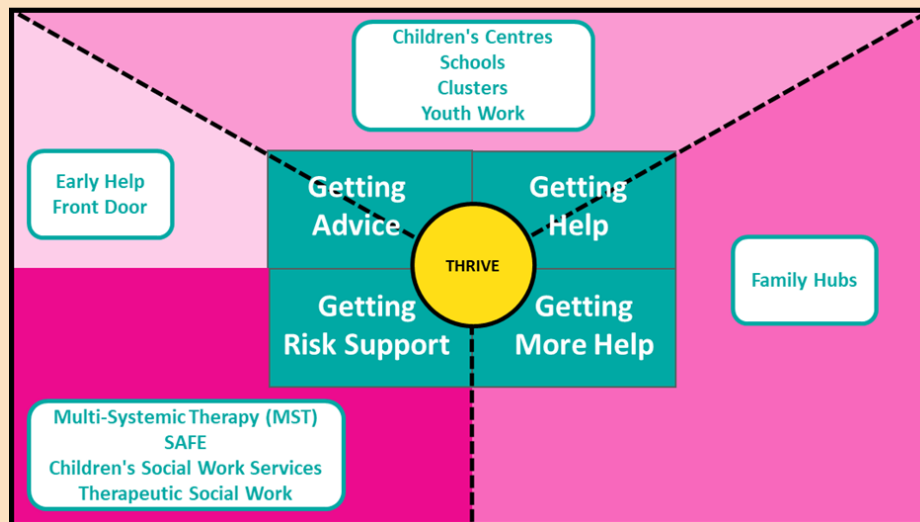 Children's Centres
Schools
Clusters
Youth Work
Early Help
Front Door
Getting
Advice
Getting
Help
THRIVE
Family Hubs
Getting
Risk Support
Getting
More Help
Multi-Systemic Therapy (MST)
SAFE
Children's Social Work Services
Therapeutic Social Work